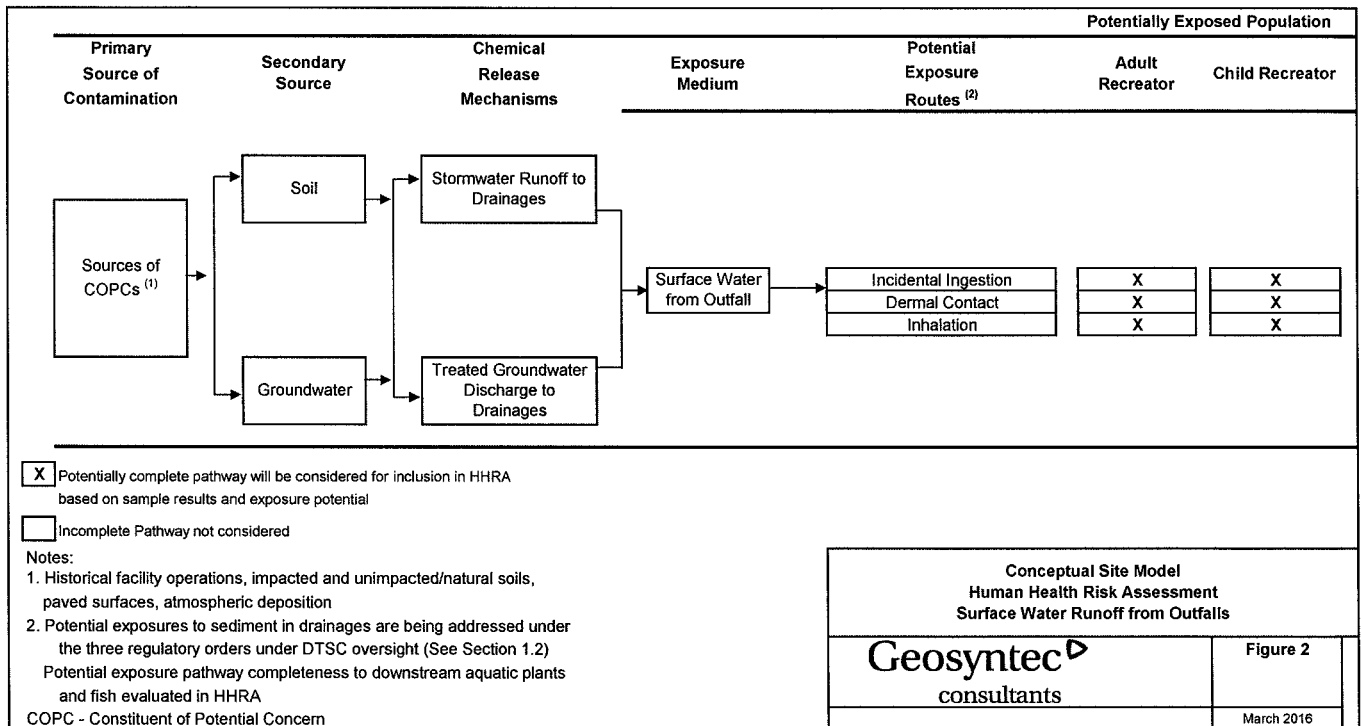 Potentially Exposed Population
Primary
Source of
Contamination
Secondary
Source
Chemical
Release
Mechanisms
Exposure
Medium
Potential
Exposure
Routes (2)
Adult
Recreator
Child Recreator
Sources of
COPCs (1)
Soil
Groundwater
Stormwater Runoff to
Drainages
Treated Groundwater
Discharge to
Drainages
Surface Water
from Outfall
Incidental Ingestion X X
Dermal Contact X X
Inhalation X X
X Potentially complete pathway will be considered for inclusion in HHRA
based on sample results and exposure potential
Incomplete Pathway not considered
Notes:
1. Historical facility operations, impacted and unimpacted/natural soils,
paved surfaces, atmospheric deposition
2. Potential exposures to sediment in drainages are being addressed under
the three regulatory orders under DTSC oversight (See Section 1.2)
Potential exposure pathway completeness to downstream aquatic plants
and fish evaluated in HHRA
COPC - Constituent of Potential Concern
Conceptual Site Model
Human Health Risk Assessment
Surface Water Runoff from Outfalls
Geosyntec
consultants
Figure 2
March 2016